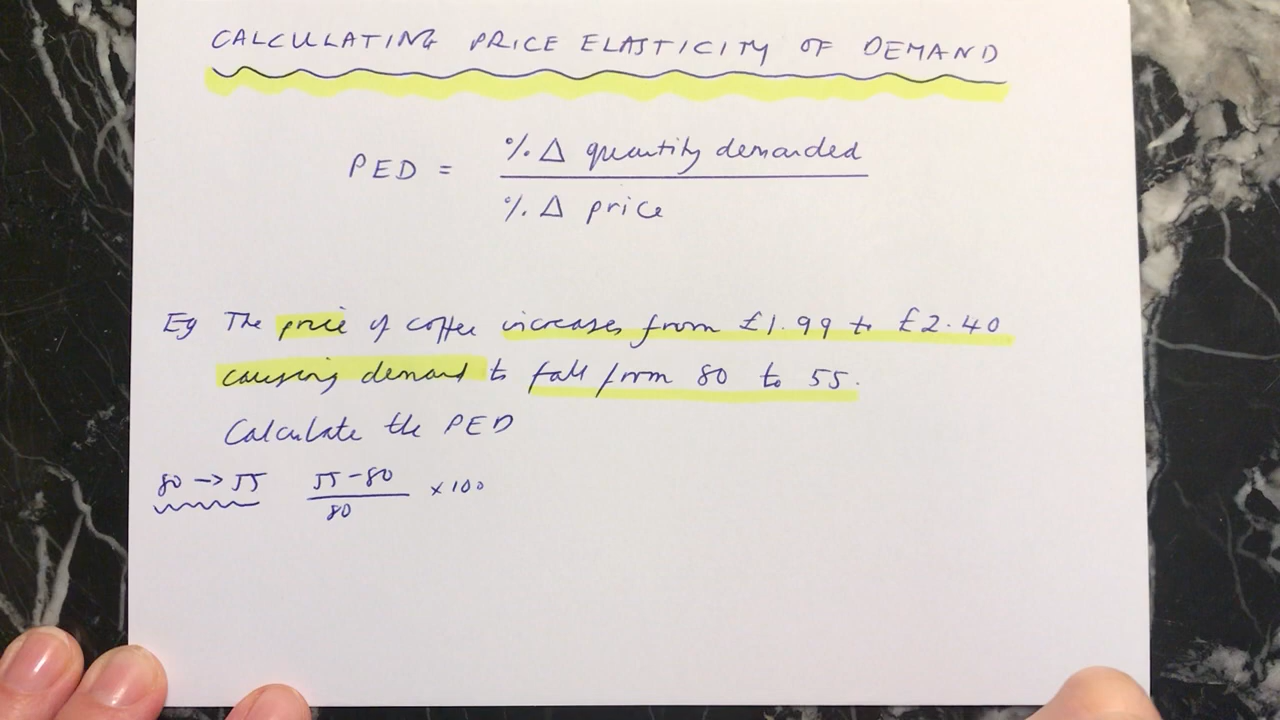 CALCULATING PRICE ELASTICITY OF DEMAND
PED = % Δ quantity demanded
% Δ price
Eg The price of coffee increases from £1.99 to £2.40
causing demand to fall from 80 to 55.
Calculate the PED
80 → 55 55-80 × 100
80